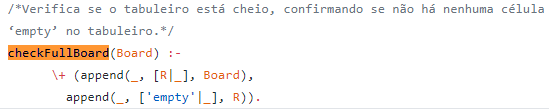 /*Verifica se o tabuleiro está cheio, confirmando se não há nenhuma célula
‘empty’ no tabuleiro.*/
checkFullBoard(Board) :-
\+ (append(_, [R|_], Board),
append(_, ['empty'|_], R)).